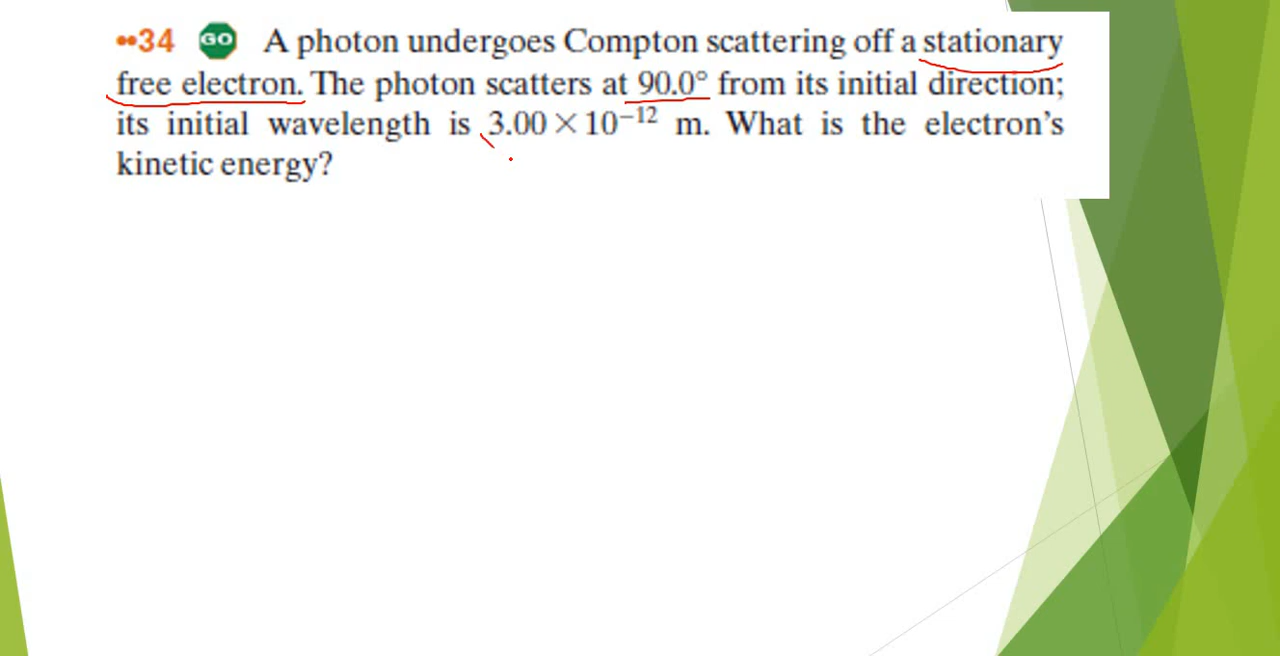 ••34 GO A photon undergoes Compton scattering off a stationary
free electron. The photon scatters at 90.0° from its initial direction;
its initial wavelength is 3.00 × 10⁻¹² m. What is the electron's
kinetic energy?